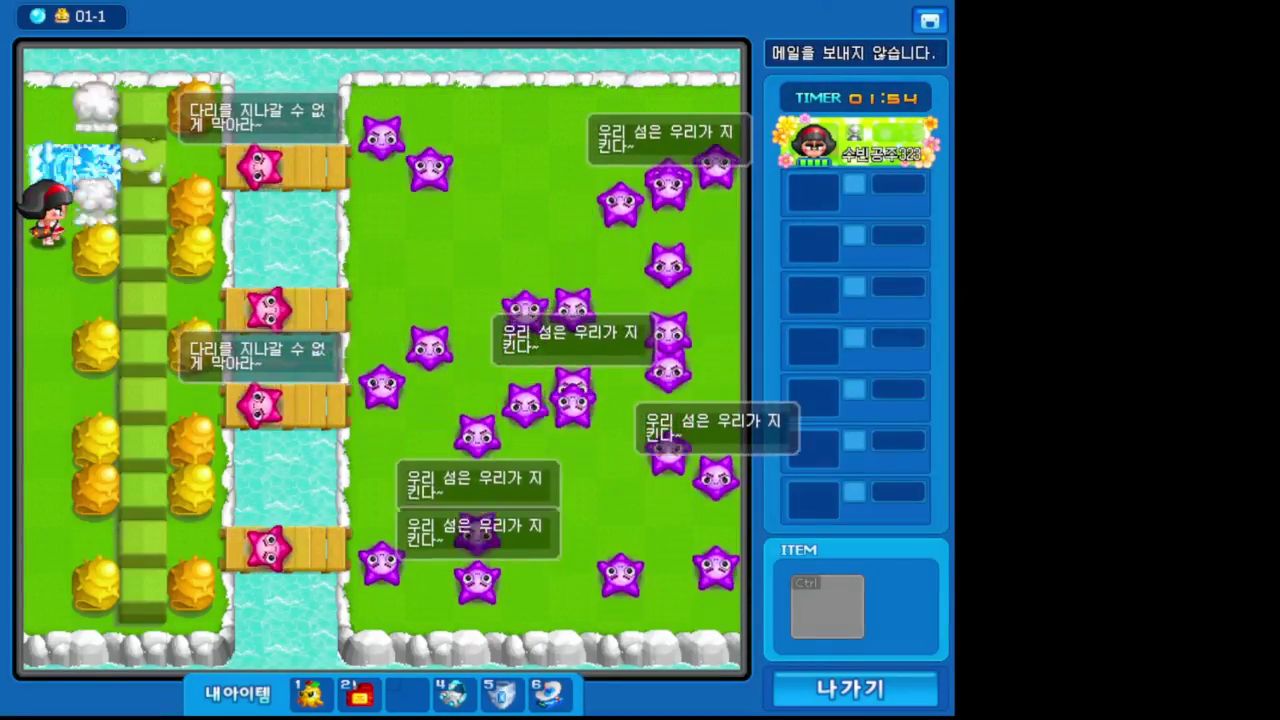 01-1
메일을 보내지 않습니다.
TIMER 01:54
수빈공주023
다리를 지나갈 수 없
게 막아라~
우리 섬은 우리가 지
킨다~
우리 섬은 우리가 지
킨다~
다리를 지나갈 수 없
게 막아라~
우리 섬은 우리가 지
킨다~
우리 섬은 우리가 지
킨다~
우리 섬은 우리가 지
킨다~
ITEM
Ctrl
내아이템
1 2 4 5 6
나가기